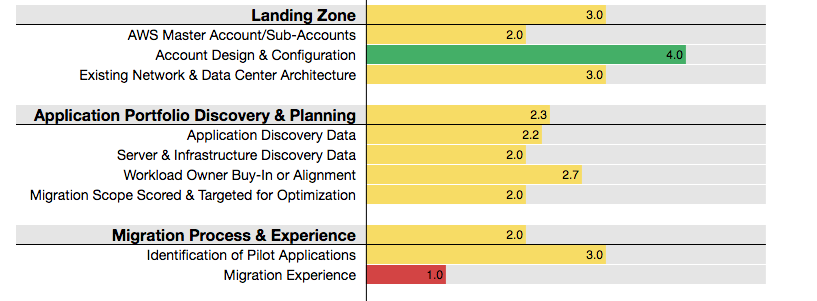 Landing Zone 3.0
AWS Master Account/Sub-Accounts 2.0
Account Design & Configuration 4.0
Existing Network & Data Center Architecture 3.0
Application Portfolio Discovery & Planning 2.3
Application Discovery Data 2.2
Server & Infrastructure Discovery Data 2.0
Workload Owner Buy-In or Alignment 2.7
Migration Scope Scored & Targeted for Optimization 2.0
Migration Process & Experience 2.0
Identification of Pilot Applications 3.0
Migration Experience 1.0